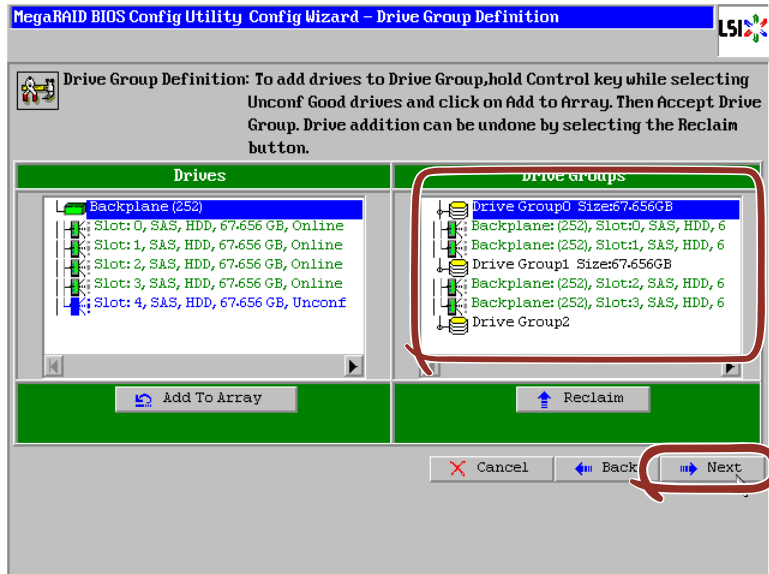 MegaRAID BIOS Config Utility Config Wizard – Drive Group Definition
LSI
Drive Group Definition: To add drives to Drive Group,hold Control key while selecting
Unconf Good drives and click on Add to Array. Then Accept Drive
Group. Drive addition can be undone by selecting the Reclaim
button.
Drives
Backplane (252)
Slot: 0, SAS, HDD, 67.656 GB, Online
Slot: 1, SAS, HDD, 67.656 GB, Online
Slot: 2, SAS, HDD, 67.656 GB, Online
Slot: 3, SAS, HDD, 67.656 GB, Online
Slot: 4, SAS, HDD, 67.656 GB, Unconf
Add To Array
Drive Groups
Drive Group0 Size:67.656GB
Backplane: (252), Slot:0, SAS, HDD, 6
Backplane: (252), Slot:1, SAS, HDD, 6
Drive Group1 Size:67.656GB
Backplane: (252), Slot:2, SAS, HDD, 6
Backplane: (252), Slot:3, SAS, HDD, 6
Drive Group2
Reclaim
Cancel
Back
Next